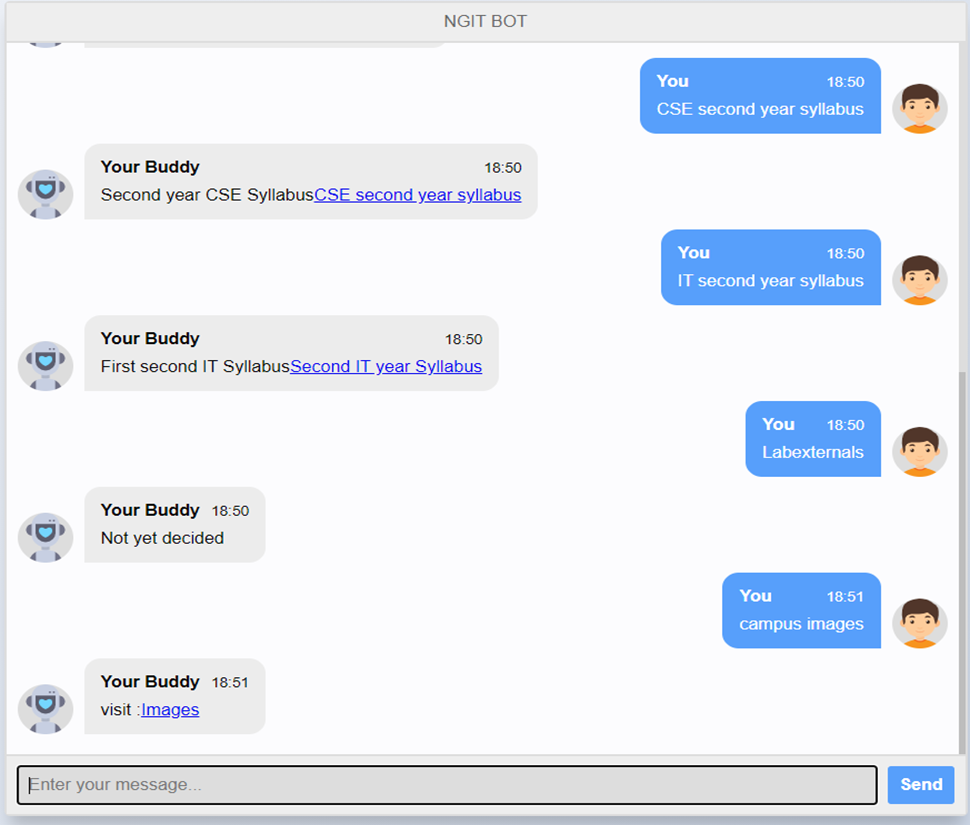 NGIT BOT
You 18:50
CSE second year syllabus
Your Buddy 18:50
Second year CSE SyllabusCSE second year syllabus
You 18:50
IT second year syllabus
Your Buddy 18:50
First second IT SyllabusSecond IT year Syllabus
You 18:50
Labexternals
Your Buddy 18:50
Not yet decided
You 18:51
campus images
Your Buddy 18:51
visit :Images
Enter your message...
Send